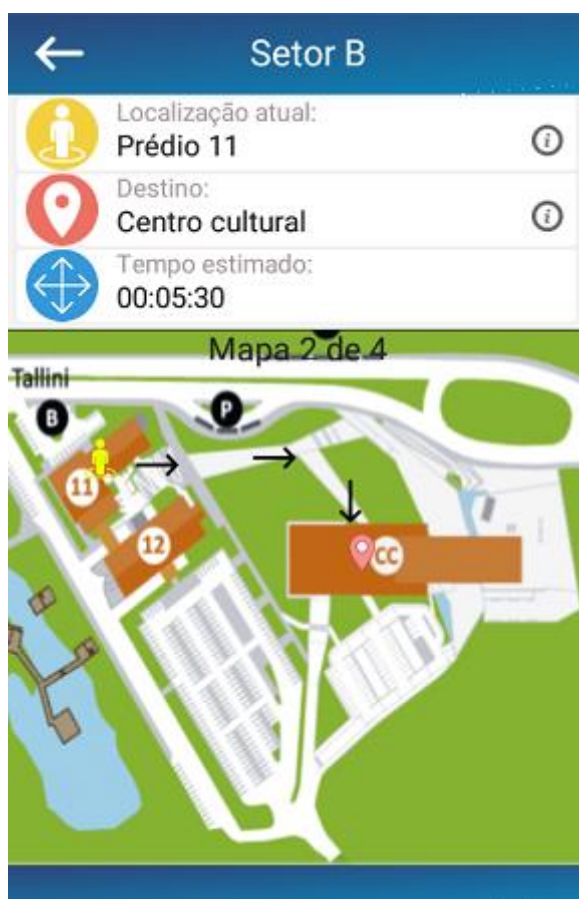 Setor B
Localização atual:
Prédio 11
Destino:
Centro cultural
Tempo estimado:
00:05:30
Mapa 2 de 4
Tallini
B
P
11
12
CC